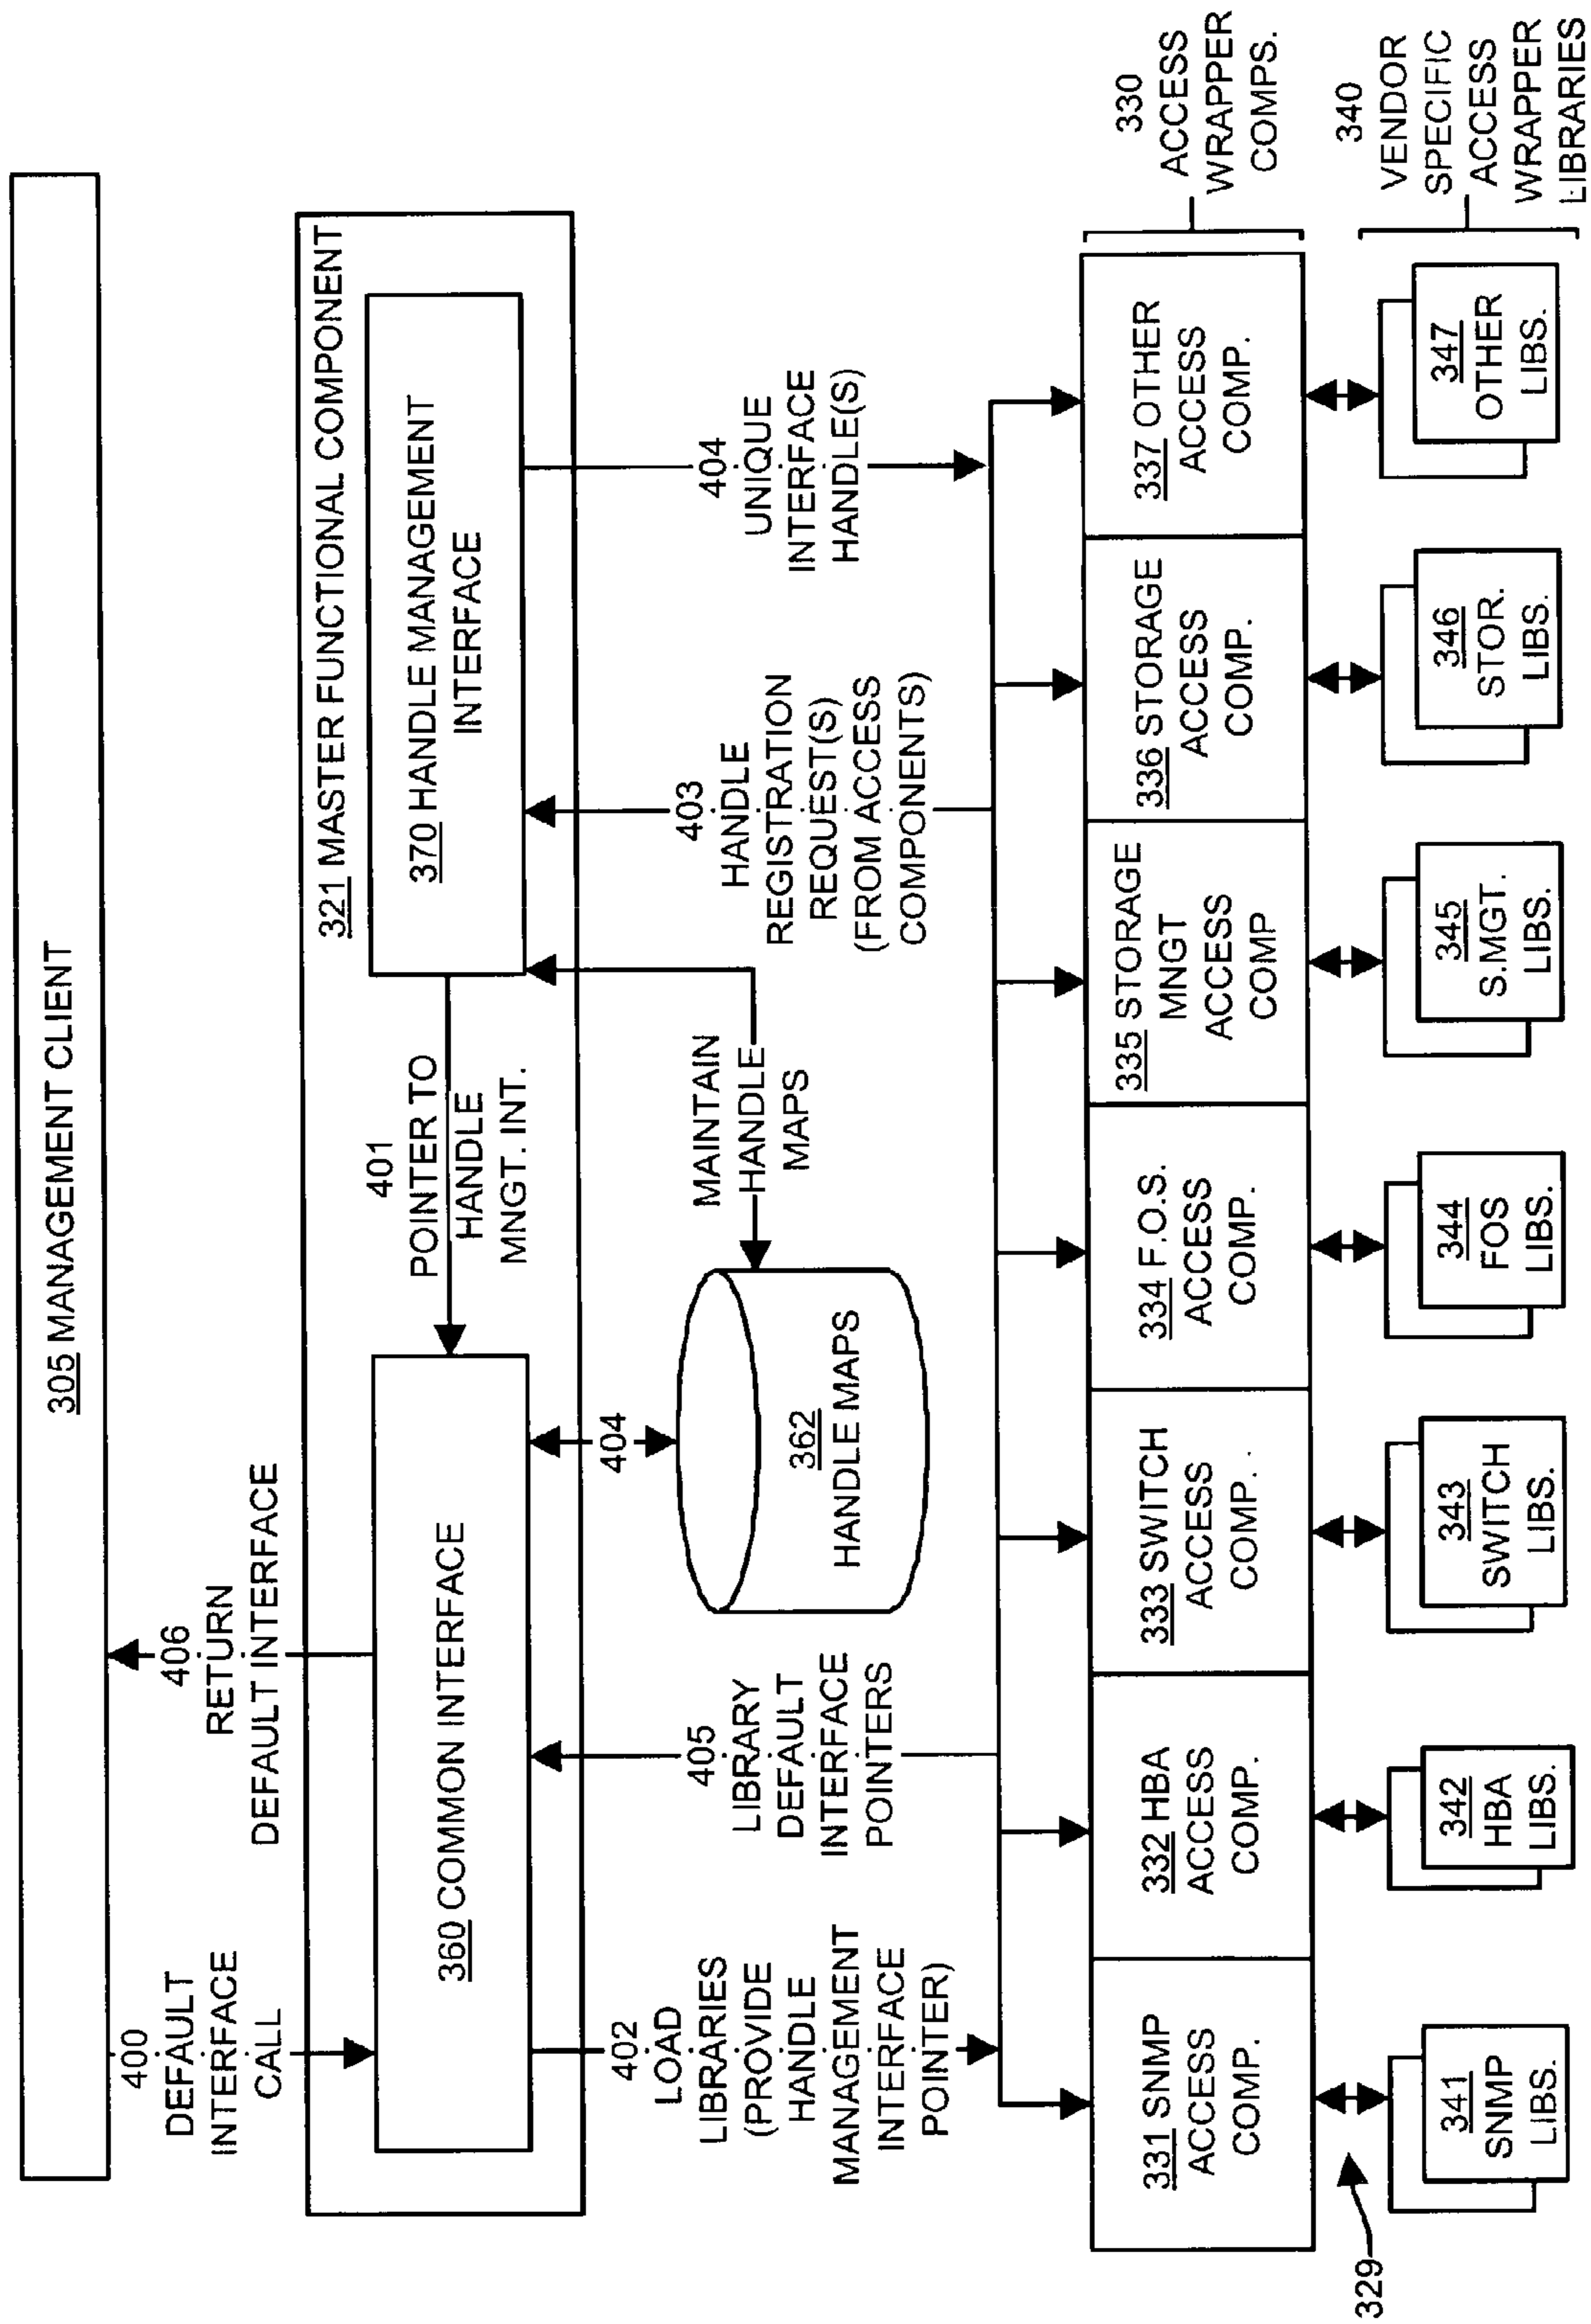 305 MANAGEMENT CLIENT
400
DEFAULT
INTERFACE
CALL
406
RETURN
DEFAULT INTERFACE
321 MASTER FUNCTIONAL COMPONENT
360 COMMON INTERFACE
401
POINTER TO
HANDLE
MNGT. INT.
370 HANDLE MANAGEMENT
INTERFACE
402
LOAD
LIBRARIES
(PROVIDE
HANDLE
MANAGEMENT
INTERFACE
POINTER)
405
LIBRARY
DEFAULT
INTERFACE
POINTERS
404
362
HANDLE MAPS
MAINTAIN
HANDLE
MAPS
403
HANDLE
REGISTRATION
REQUEST(S)
(FROM ACCESS
COMPONENTS)
404
UNIQUE
INTERFACE
HANDLE(S)
331 SNMP
ACCESS
COMP.
332 HBA
ACCESS
COMP.
333 SWITCH
ACCESS
COMP.
334 F.O.S.
ACCESS
COMP.
335 STORAGE
MNGT
ACCESS
COMP
336 STORAGE
ACCESS
COMP.
337 OTHER
ACCESS
COMP.
330
ACCESS
WRAPPER
COMPS.
329
341
SNMP
LIBS.
342
HBA
LIBS.
343
SWITCH
LIBS.
344
FOS
LIBS.
345
S.MGT.
LIBS.
346
STOR.
LIBS.
347
OTHER
LIBS.
340
VENDOR
SPECIFIC
ACCESS
WRAPPER
LIBRARIES